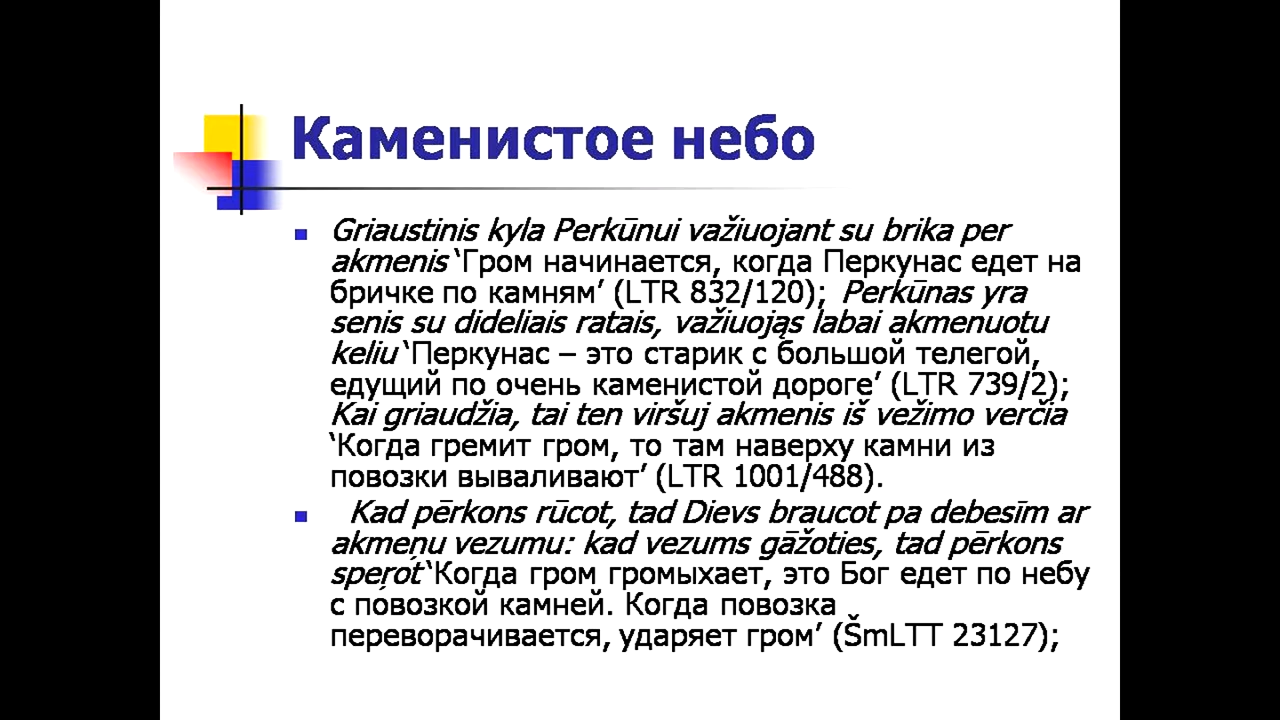 Каменистое небо
Griaustinis kyla Perkūnui važiuojant su brika per
akmenis ‘Гром начинается, когда Перкунас едет на
бричке по камням’ (LTR 832/120); Perkūnas yra
senis su dideliais ratais, važiuojąs labai akmenuotu
keliu ‘Перкунас – это старик с большой телегой,
едущий по очень каменистой дороге’ (LTR 739/2);
Kai griaudžia, tai ten viršuj akmenis iš vežimo verčia
‘Когда гремит гром, то там наверху камни из
повозки вываливают’ (LTR 1001/488).
Kad pērkons rūcot, tad Dievs braucot pa debesīm ar
akmeņu vezumu: kad vezums gāžoties, tad pērkons
speŗot ‘Когда гром громыхает, это Бог едет по небу
с повозкой камней. Когда повозка
переворачивается, ударяет гром’ (ŠmLTT 23127);